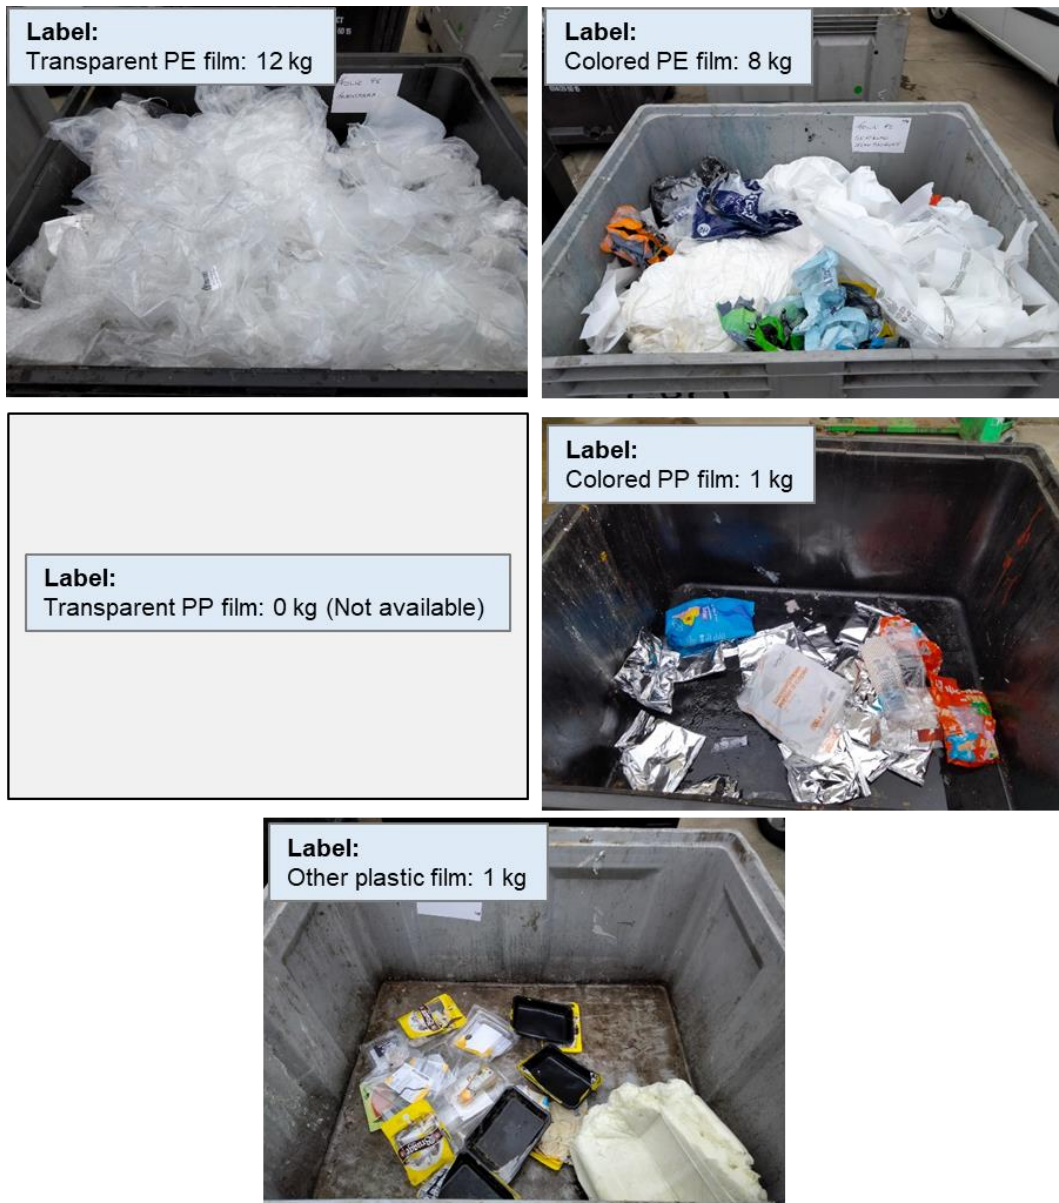 Label:
Transparent PE film: 12 kg
Label:
Colored PE film: 8 kg
Label:
Transparent PP film: 0 kg (Not available)
Label:
Colored PP film: 1 kg
Label:
Other plastic film: 1 kg